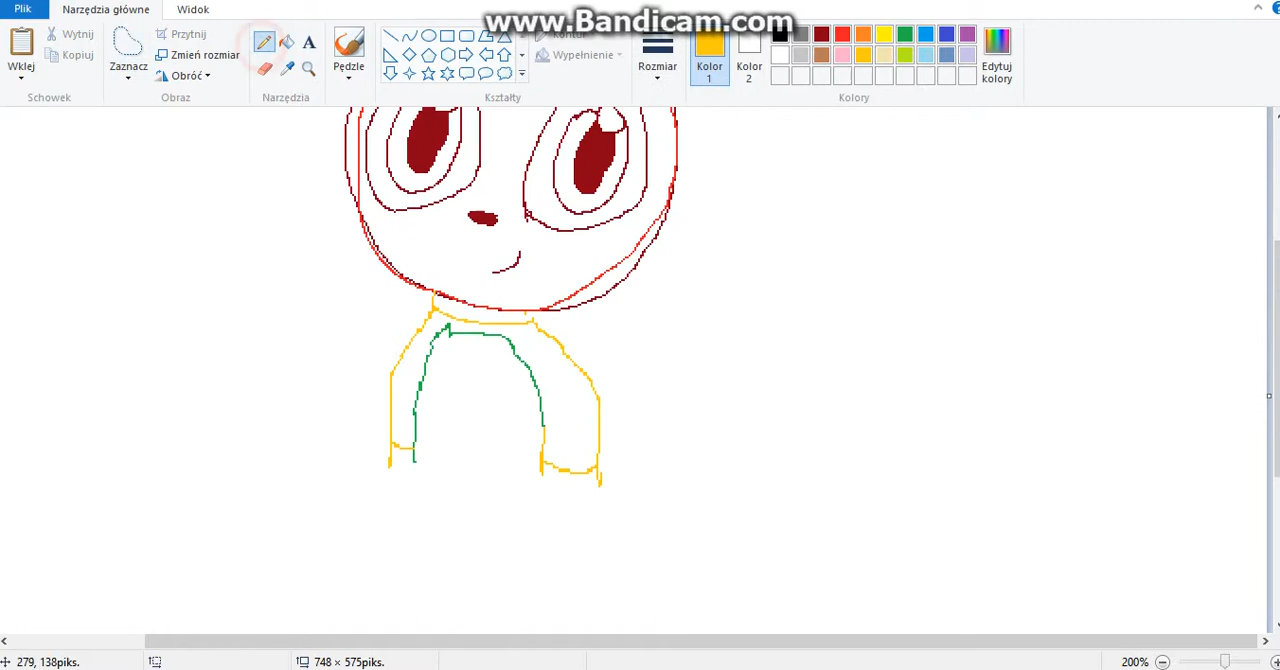 www.Bandicam.com
Plik Narzędzia główne Widok
Wklej Wytnij Kopiuj Schowek
Zaznacz Przytnij Zmień rozmiar Obróć Obraz
A Narzędzia
Pędzle
Kontur Wypełnienie Kształty
Rozmiar
Kolor 1 Kolor 2 Edytuj kolory Kolory
279, 138piks. 748 × 575piks. 200%